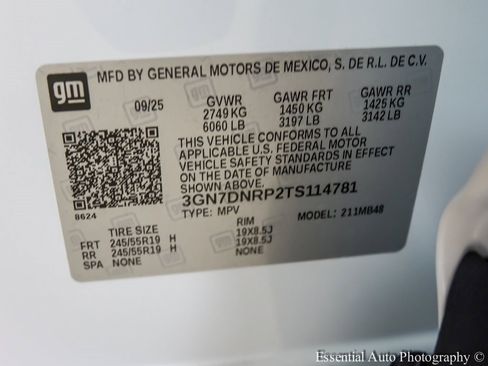 gm
MFD BY GENERAL MOTORS DE MEXICO, S. DE R.L. DE C.V.
09/25 GVWR GAWR FRT GAWR RR
2749 KG 1450 KG 1425 KG
6060 LB 3197 LB 3142 LB
THIS VEHICLE CONFORMS TO ALL
APPLICABLE U.S. FEDERAL MOTOR
VEHICLE SAFETY STANDARDS IN EFFECT
ON THE DATE OF MANUFACTURE
SHOWN ABOVE.
3GN7DNRP2TS114781
8624 TYPE: MPV MODEL: 211MB48
TIRE SIZE RIM
FRT 245/55R19 H 19X8.5J
RR 245/55R19 H 19X8.5J
SPA NONE NONE
Essential Auto Photography ©